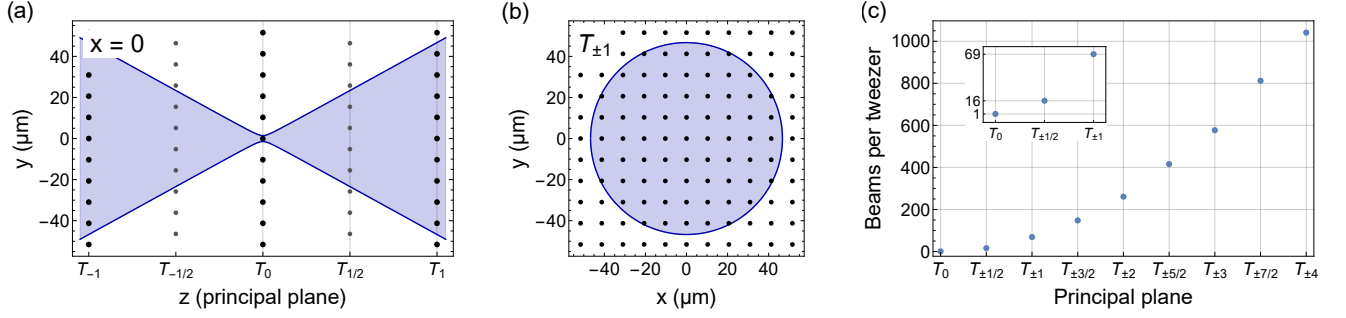 (a)
x = 0
40
20
0
−20
−40
y (μm)
T−1
T−1/2
T0
T1/2
T1
z (principal plane)
(b)
T±1
40
20
0
−20
−40
y (μm)
−40
−20
0
20
40
x (μm)
(c)
1000
800
600
400
200
0
Beams per tweezer
69
16
1
T0
T±1/2
T±1
T0
T±1/2
T±1
T±3/2
T±2
T±5/2
T±3
T±7/2
T±4
Principal plane